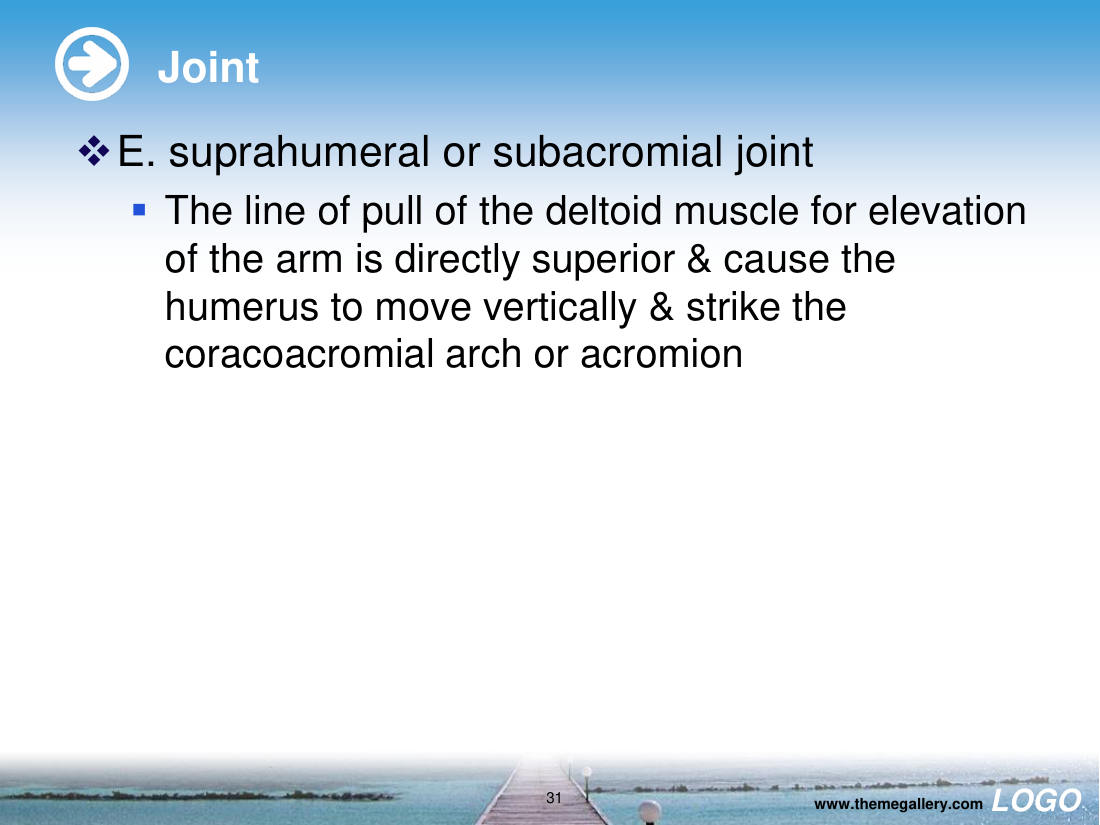 Joint
E. suprahumeral or subacromial joint
The line of pull of the deltoid muscle for elevation
of the arm is directly superior & cause the
humerus to move vertically & strike the
coracoacromial arch or acromion
31
www.themegallery.com LOGO